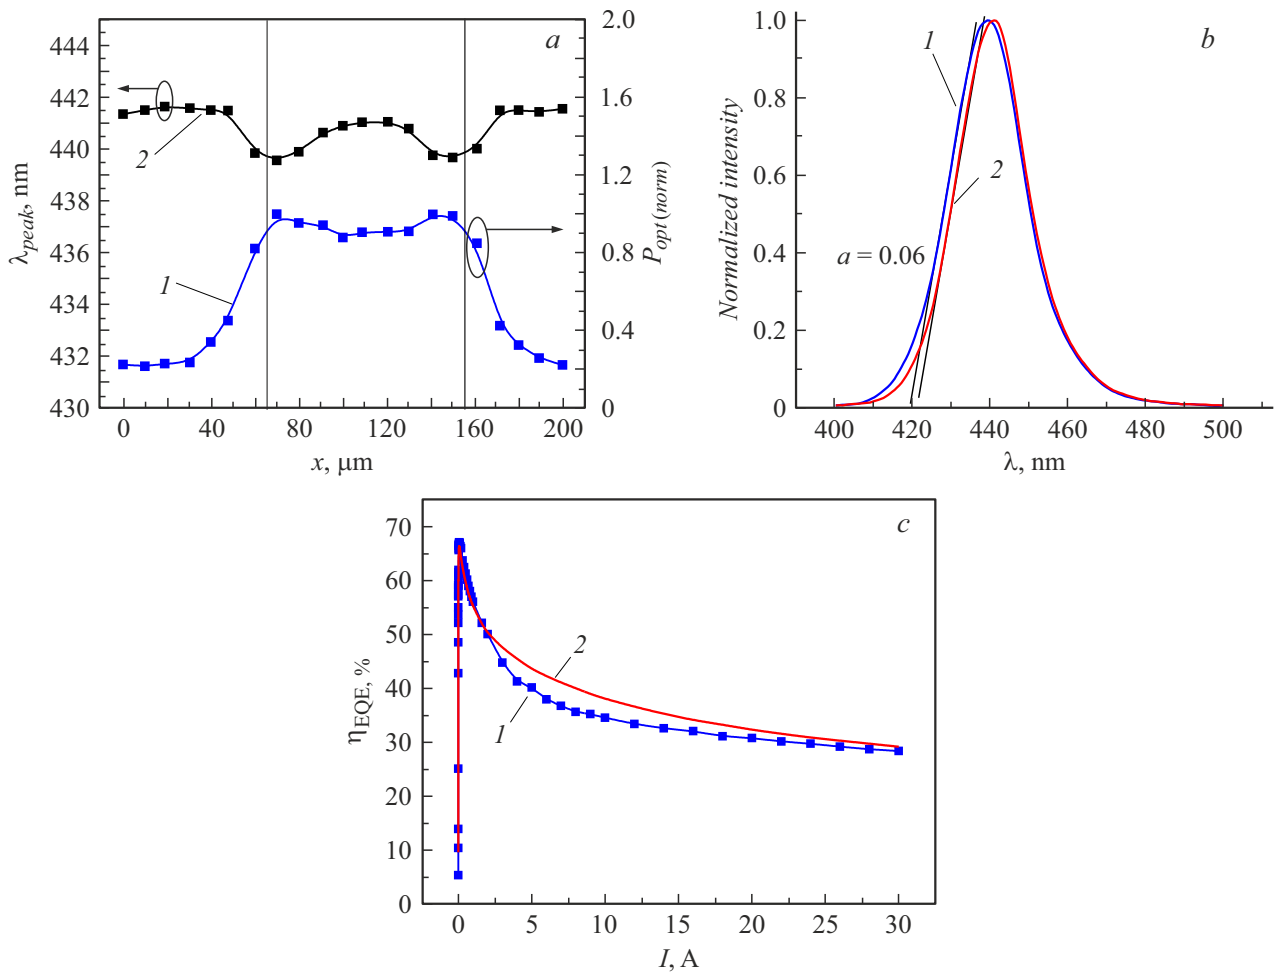 a
444
442
440
438
436
434
432
430
λpeak, nm
2
1
2.0
1.6
1.2
0.8
0.4
0
Popt(norm)
0 40 80 120 160 200
x, μm
b
1.0
0.8
0.6
0.4
0.2
0
Normalized intensity
1
2
a = 0.06
400 420 440 460 480 500
λ, nm
c
70
60
50
40
30
20
10
0
ηEQE, %
2
1
0 5 10 15 20 25 30
I, A